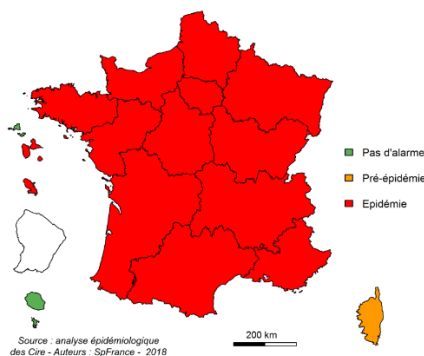 Pas d'alarme
Pré-épidémie
Epidémie
200 km
Source : analyse épidémiologique
des Cire - Auteurs : SpFrance - 2018